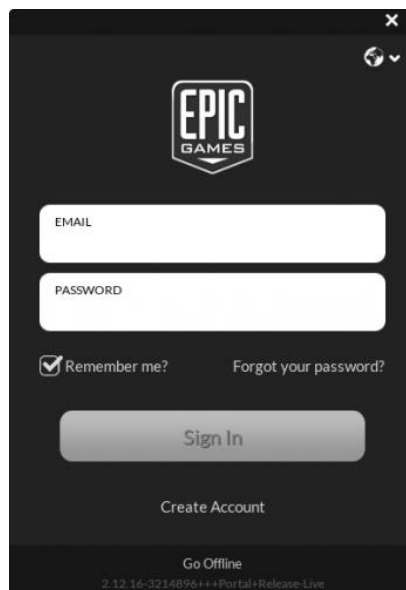 EPIC
GAMES
EMAIL
PASSWORD
Remember me? Forgot your password?
Sign In
Create Account
Go Offline
2.12.16-3214896+++Portal+Release-Live